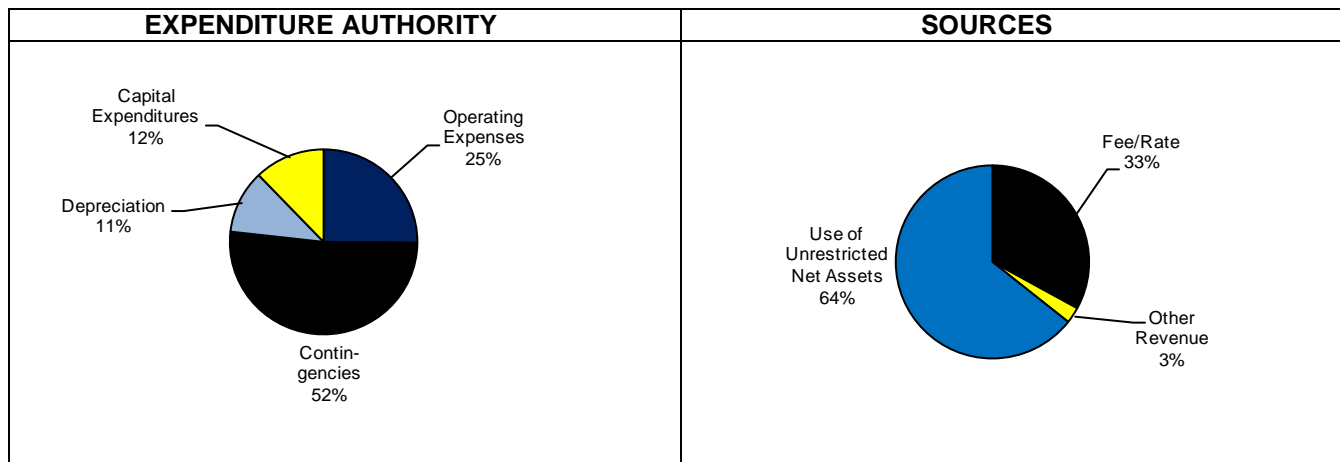 EXPENDITURE AUTHORITY
Capital
Expenditures
12%
Operating
Expenses
25%
Depreciation
11%
Contin-
gencies
52%
SOURCES
Fee/Rate
33%
Use of
Unrestricted
Net Assets
64%
Other
Revenue
3%